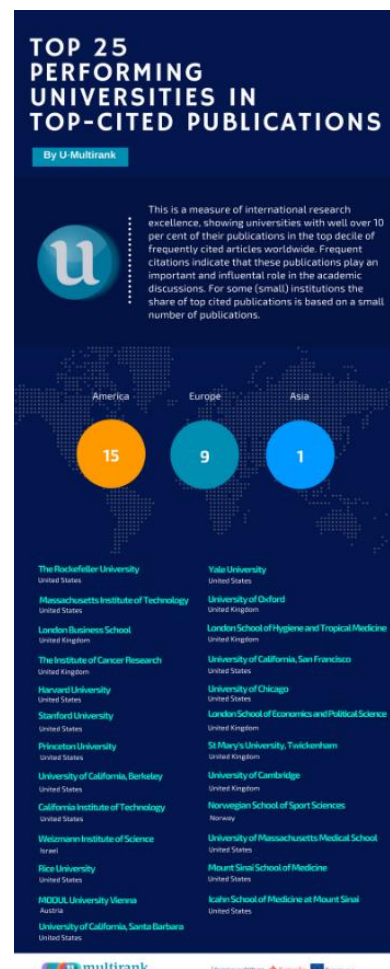 TOP 25
PERFORMING
UNIVERSITIES IN
TOP-CITED PUBLICATIONS
By U-Multirank
u
This is a measure of international research
excellence, showing universities with well over 10
per cent of their publications in the top decile of
frequently cited articles worldwide. Frequent
citations indicate that these publications play an
important and influental role in the academic
discussions. For some (small) institutions the
share of top cited publications is based on a small
number of publications.
America
Europe
Asia
15
9
1
The Rockefeller University
United States
Massachusetts Institute of Technology
United States
London Business School
United Kingdom
The Institute of Cancer Research
United Kingdom
Harvard University
United States
Stanford University
United States
Princeton University
United States
University of California, Berkeley
United States
California Institute of Technology
United States
Weizmann Institute of Science
Israel
Rice University
United States
MODUL University Vienna
Austria
University of California, Santa Barbara
United States
Yale University
United States
University of Oxford
United Kingdom
London School of Hygiene and Tropical Medicine
United Kingdom
University of California, San Francisco
United States
University of Chicago
United States
London School of Economics and Political Science
United Kingdom
St Mary's University, Twickenham
United Kingdom
University of Cambridge
United Kingdom
Norwegian School of Sport Sciences
Norway
University of Massachusetts Medical School
United States
Mount Sinai School of Medicine
United States
Icahn School of Medicine at Mount Sinai
United States
multirank